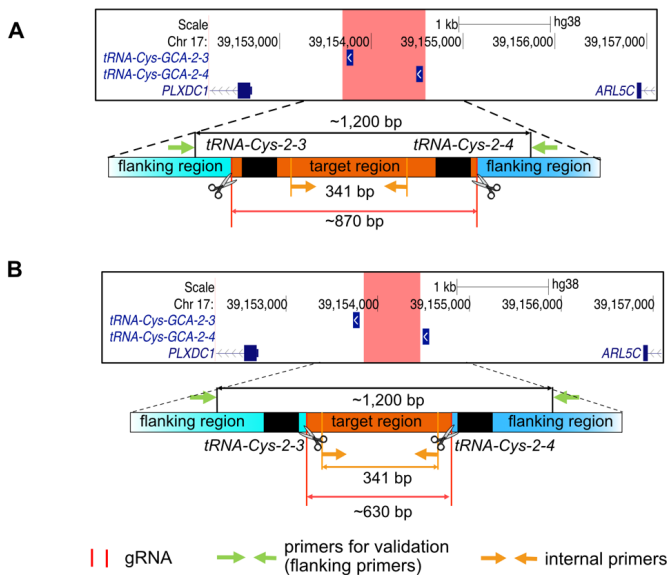 A
Scale
1 kb
hg38
Chr 17:
39,153,000
39,154,000
39,155,000
39,156,000
39,157,000
tRNA-Cys-GCA-2-3
tRNA-Cys-GCA-2-4
PLXDC1
ARL5C
~1,200 bp
tRNA-Cys-2-3
tRNA-Cys-2-4
flanking region
target region
flanking region
341 bp
~870 bp
B
Scale
1 kb
hg38
Chr 17:
39,153,000
39,154,000
39,155,000
39,156,000
39,157,000
tRNA-Cys-GCA-2-3
tRNA-Cys-GCA-2-4
PLXDC1
ARL5C
~1,200 bp
flanking region
target region
flanking region
tRNA-Cys-2-3
tRNA-Cys-2-4
341 bp
~630 bp
gRNA
primers for validation
(flanking primers)
internal primers